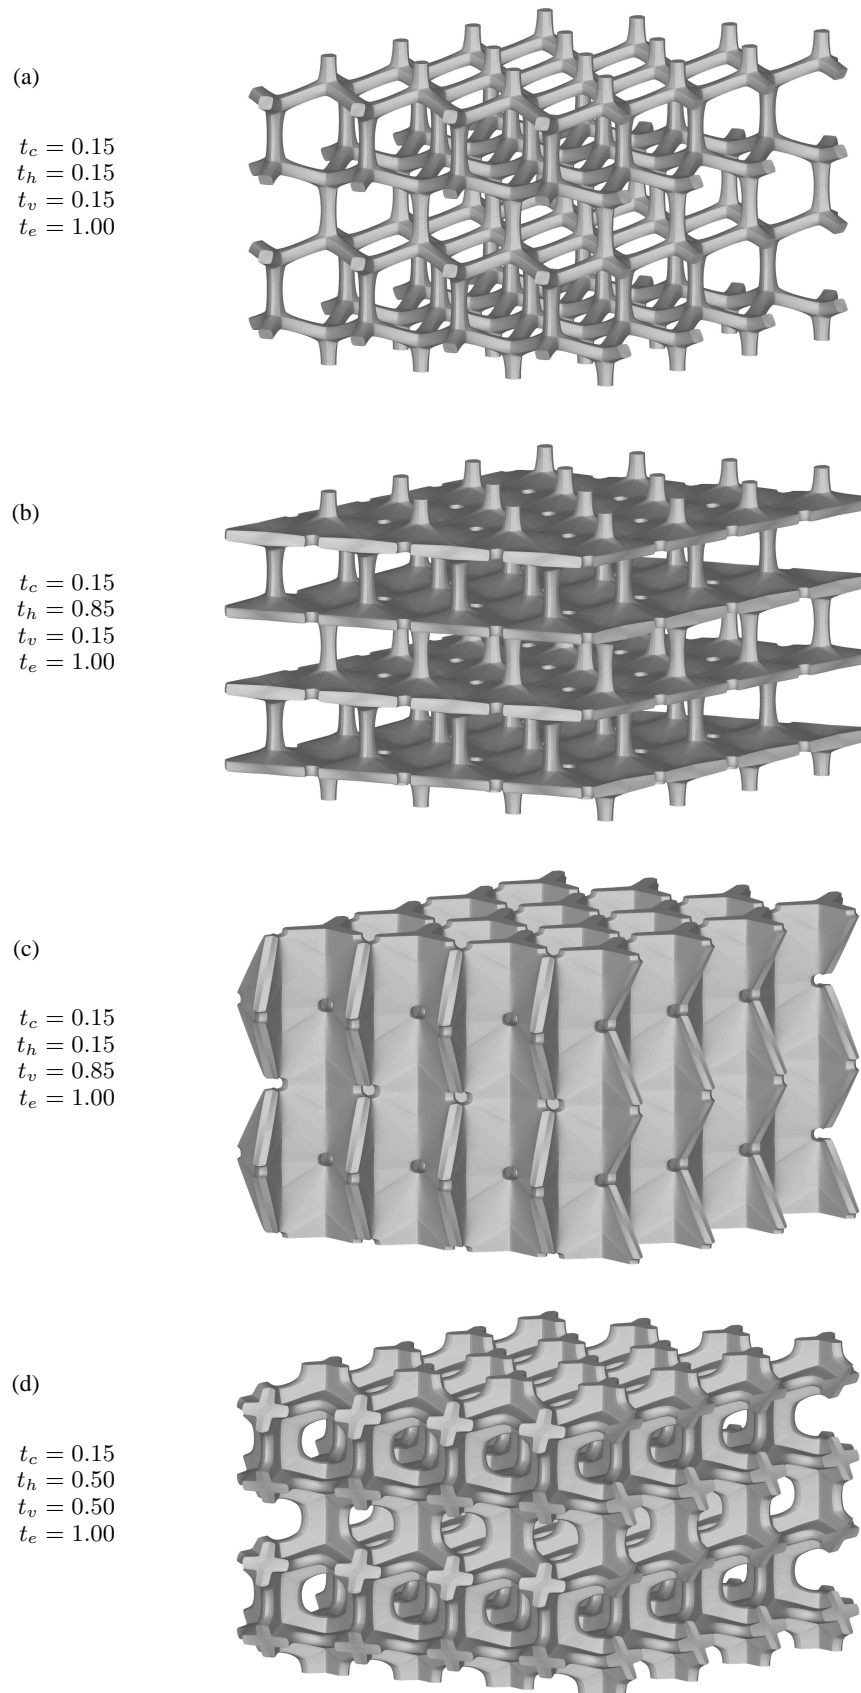 (a)
t_c = 0.15
t_h = 0.15
t_v = 0.15
t_e = 1.00
(b)
t_c = 0.15
t_h = 0.85
t_v = 0.15
t_e = 1.00
(c)
t_c = 0.15
t_h = 0.15
t_v = 0.85
t_e = 1.00
(d)
t_c = 0.15
t_h = 0.50
t_v = 0.50
t_e = 1.00